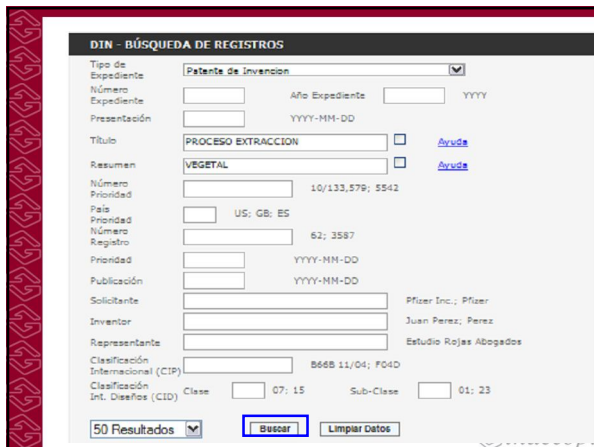 DIN - BÚSQUEDA DE REGISTROS
Tipo de Expediente Patente de Invencion
Número Expediente Año Expediente YYYY
Presentación YYYY-MM-DD
Título PROCESO EXTRACCION Ayuda
Resumen VEGETAL Ayuda
Número Prioridad 10/133,579; 5542
País Prioridad US; GB; ES
Número Registro 62; 3587
Prioridad YYYY-MM-DD
Publicación YYYY-MM-DD
Solicitante Pfizer Inc.; Pfizer
Inventor Juan Perez; Perez
Representante Estudio Rojas Abogados
Clasificación Internacional (CIP) B66B 11/04; F04D
Clasificación Int. Diseños (CID) Clase 07; 15 Sub-Clase 01; 23
50 Resultados Buscar Limpiar Datos